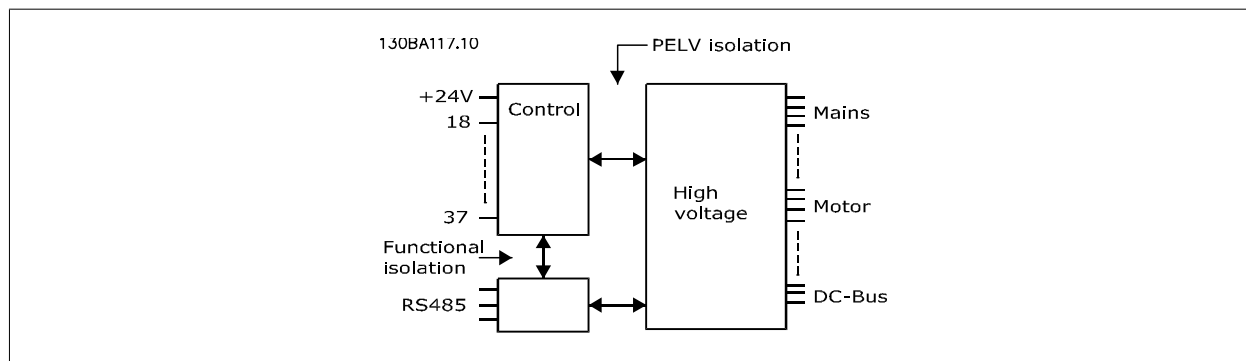 130BA117.10
PELV isolation
+24V
Control
18
Mains
High
voltage
37
Motor
Functional
isolation
RS485
DC-Bus